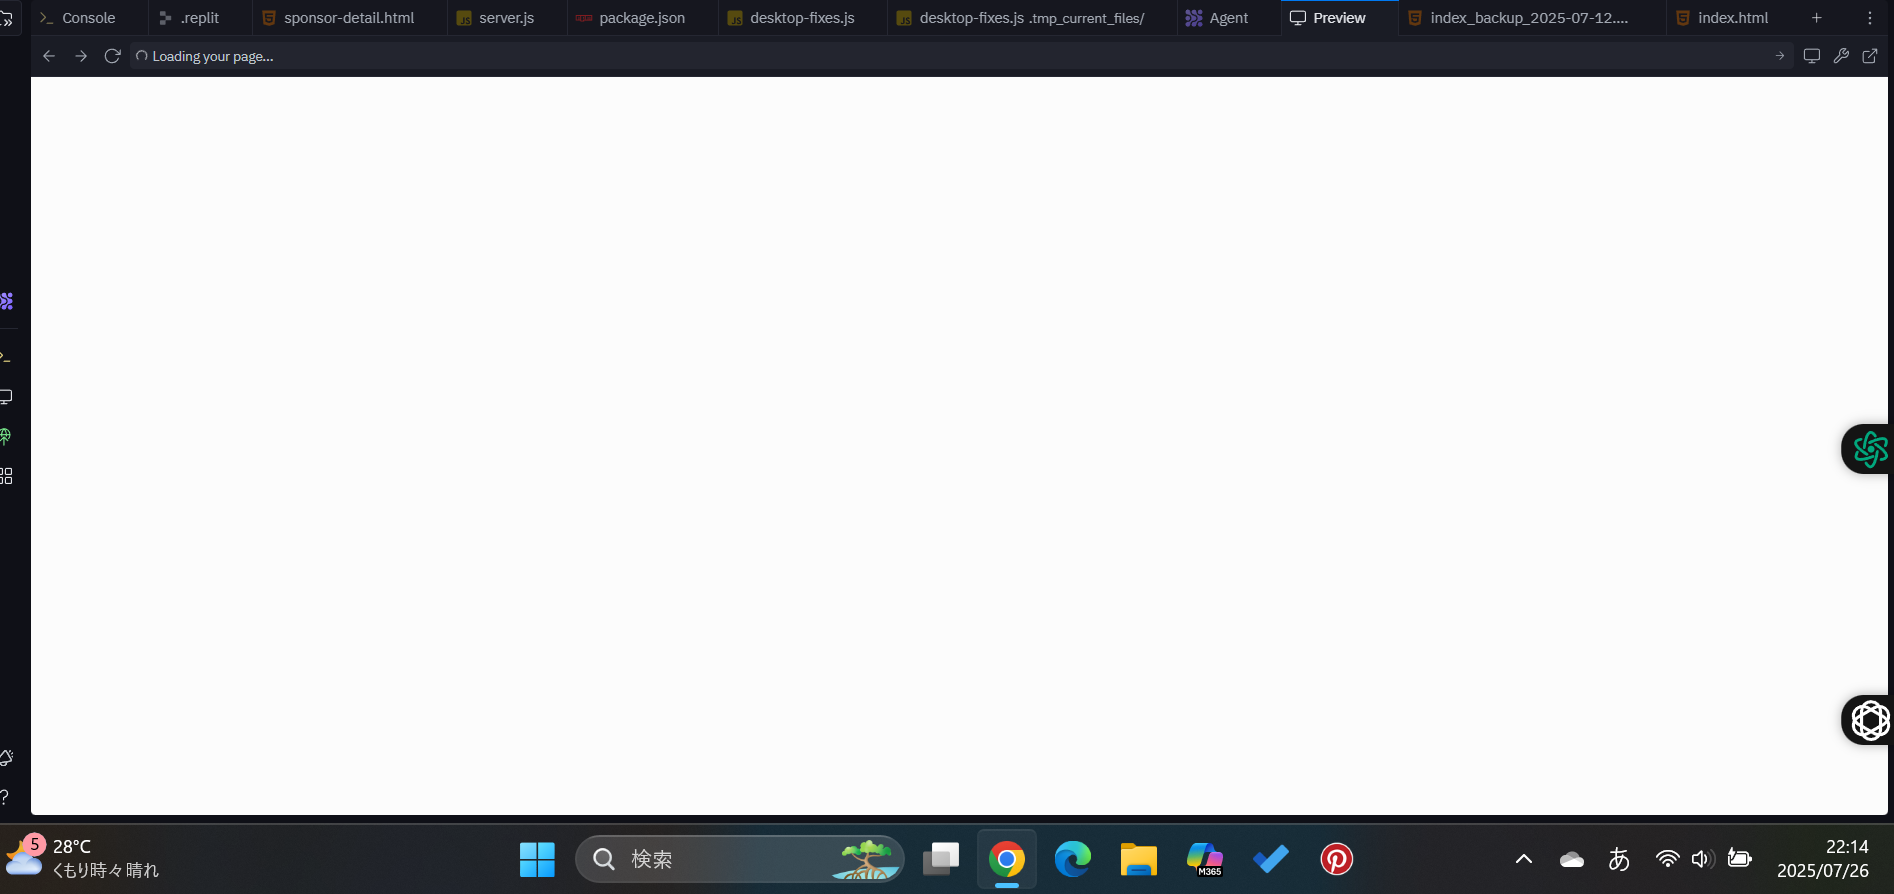 Console
.replit
sponsor-detail.html
server.js
package.json
desktop-fixes.js
desktop-fixes.js .tmp_current_files/
Agent
Preview
index_backup_2025-07-12....
index.html
Loading your page...
5
28°C
くもり時々晴れ
検索
M365
あ
22:14
2025/07/26